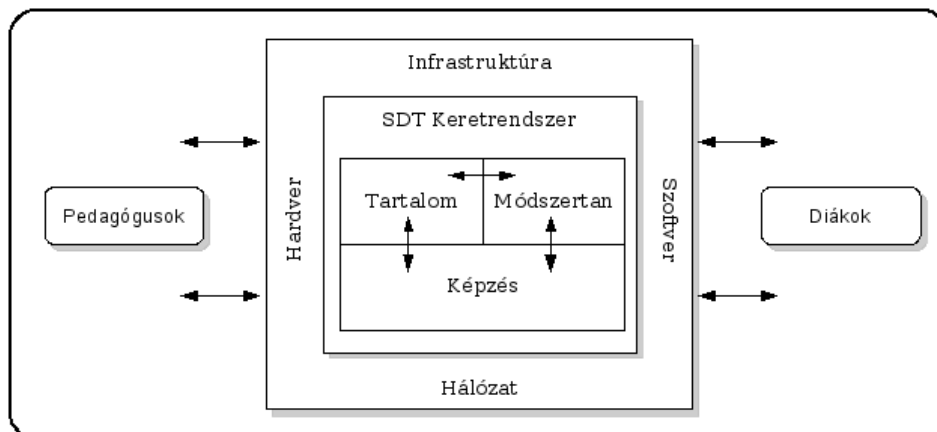 Infrastruktúra
SDT Keretrendszer
Tartalom
Módszertan
Pedagógusok
Hardver
Szoftver
Diákok
Képzés
Hálózat